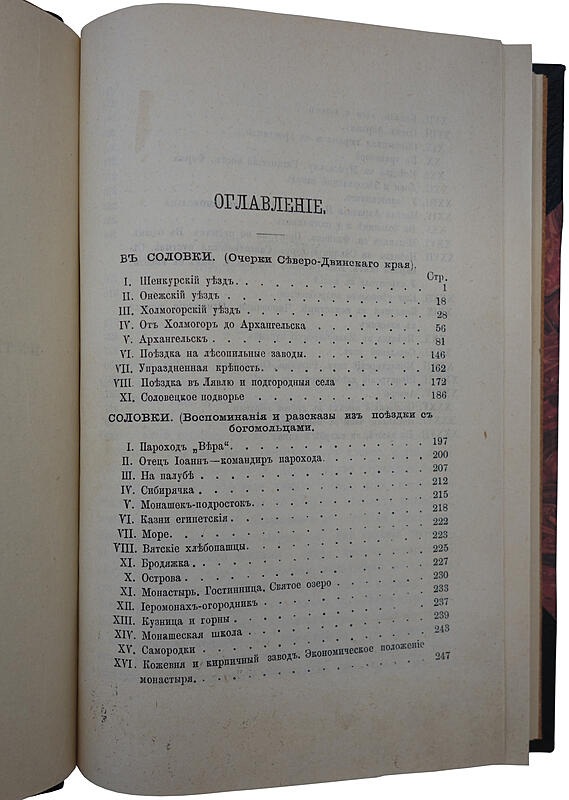 ОГЛАВЛЕНІЕ.
ВЪ СОЛОВКИ. (Очерки Сѣверо-Двинскаго края).
Стр.
I. Шенкурскій уѣздъ. 1
II. Онежскій уѣздъ 18
III. Холмогорскій уѣздъ 28
IV. Отъ Холмогоръ до Архангельска 56
V. Архангельскъ 81
VI. Поѣздка на лѣсопильные заводы. 146
VII. Упраздненная крѣпость. 162
VIII. Поѣздка въ Лявлю и подгородныя села 172
XI. Соловецкое подворье 186
СОЛОВКИ. (Воспоминанія и разсказы изъ поѣздки съ
богомольцами.
I. Пароходъ „Вѣра“. 197
II. Отецъ Іоаннъ—командиръ парохода 200
III. На палубѣ 207
IV. Сибирячка 212
V. Монашекъ-подростокъ. 215
VI. Казни египетскія 218
VII. Море. 222
VIII. Вятскіе хлѣбопашцы. 223
XI. Бродяжка 225
X. Острова 227
XI. Монастырь. Гостинница. Святое озеро 230
XII. Іеромонахъ-огородникъ 233
XIII. Кузница и горны 237
XIV. Монашеская школа 239
XV. Самородки 243
XVI. Кожевня и кирпичный заводъ. Экономическое положеніе
монастыря. 247